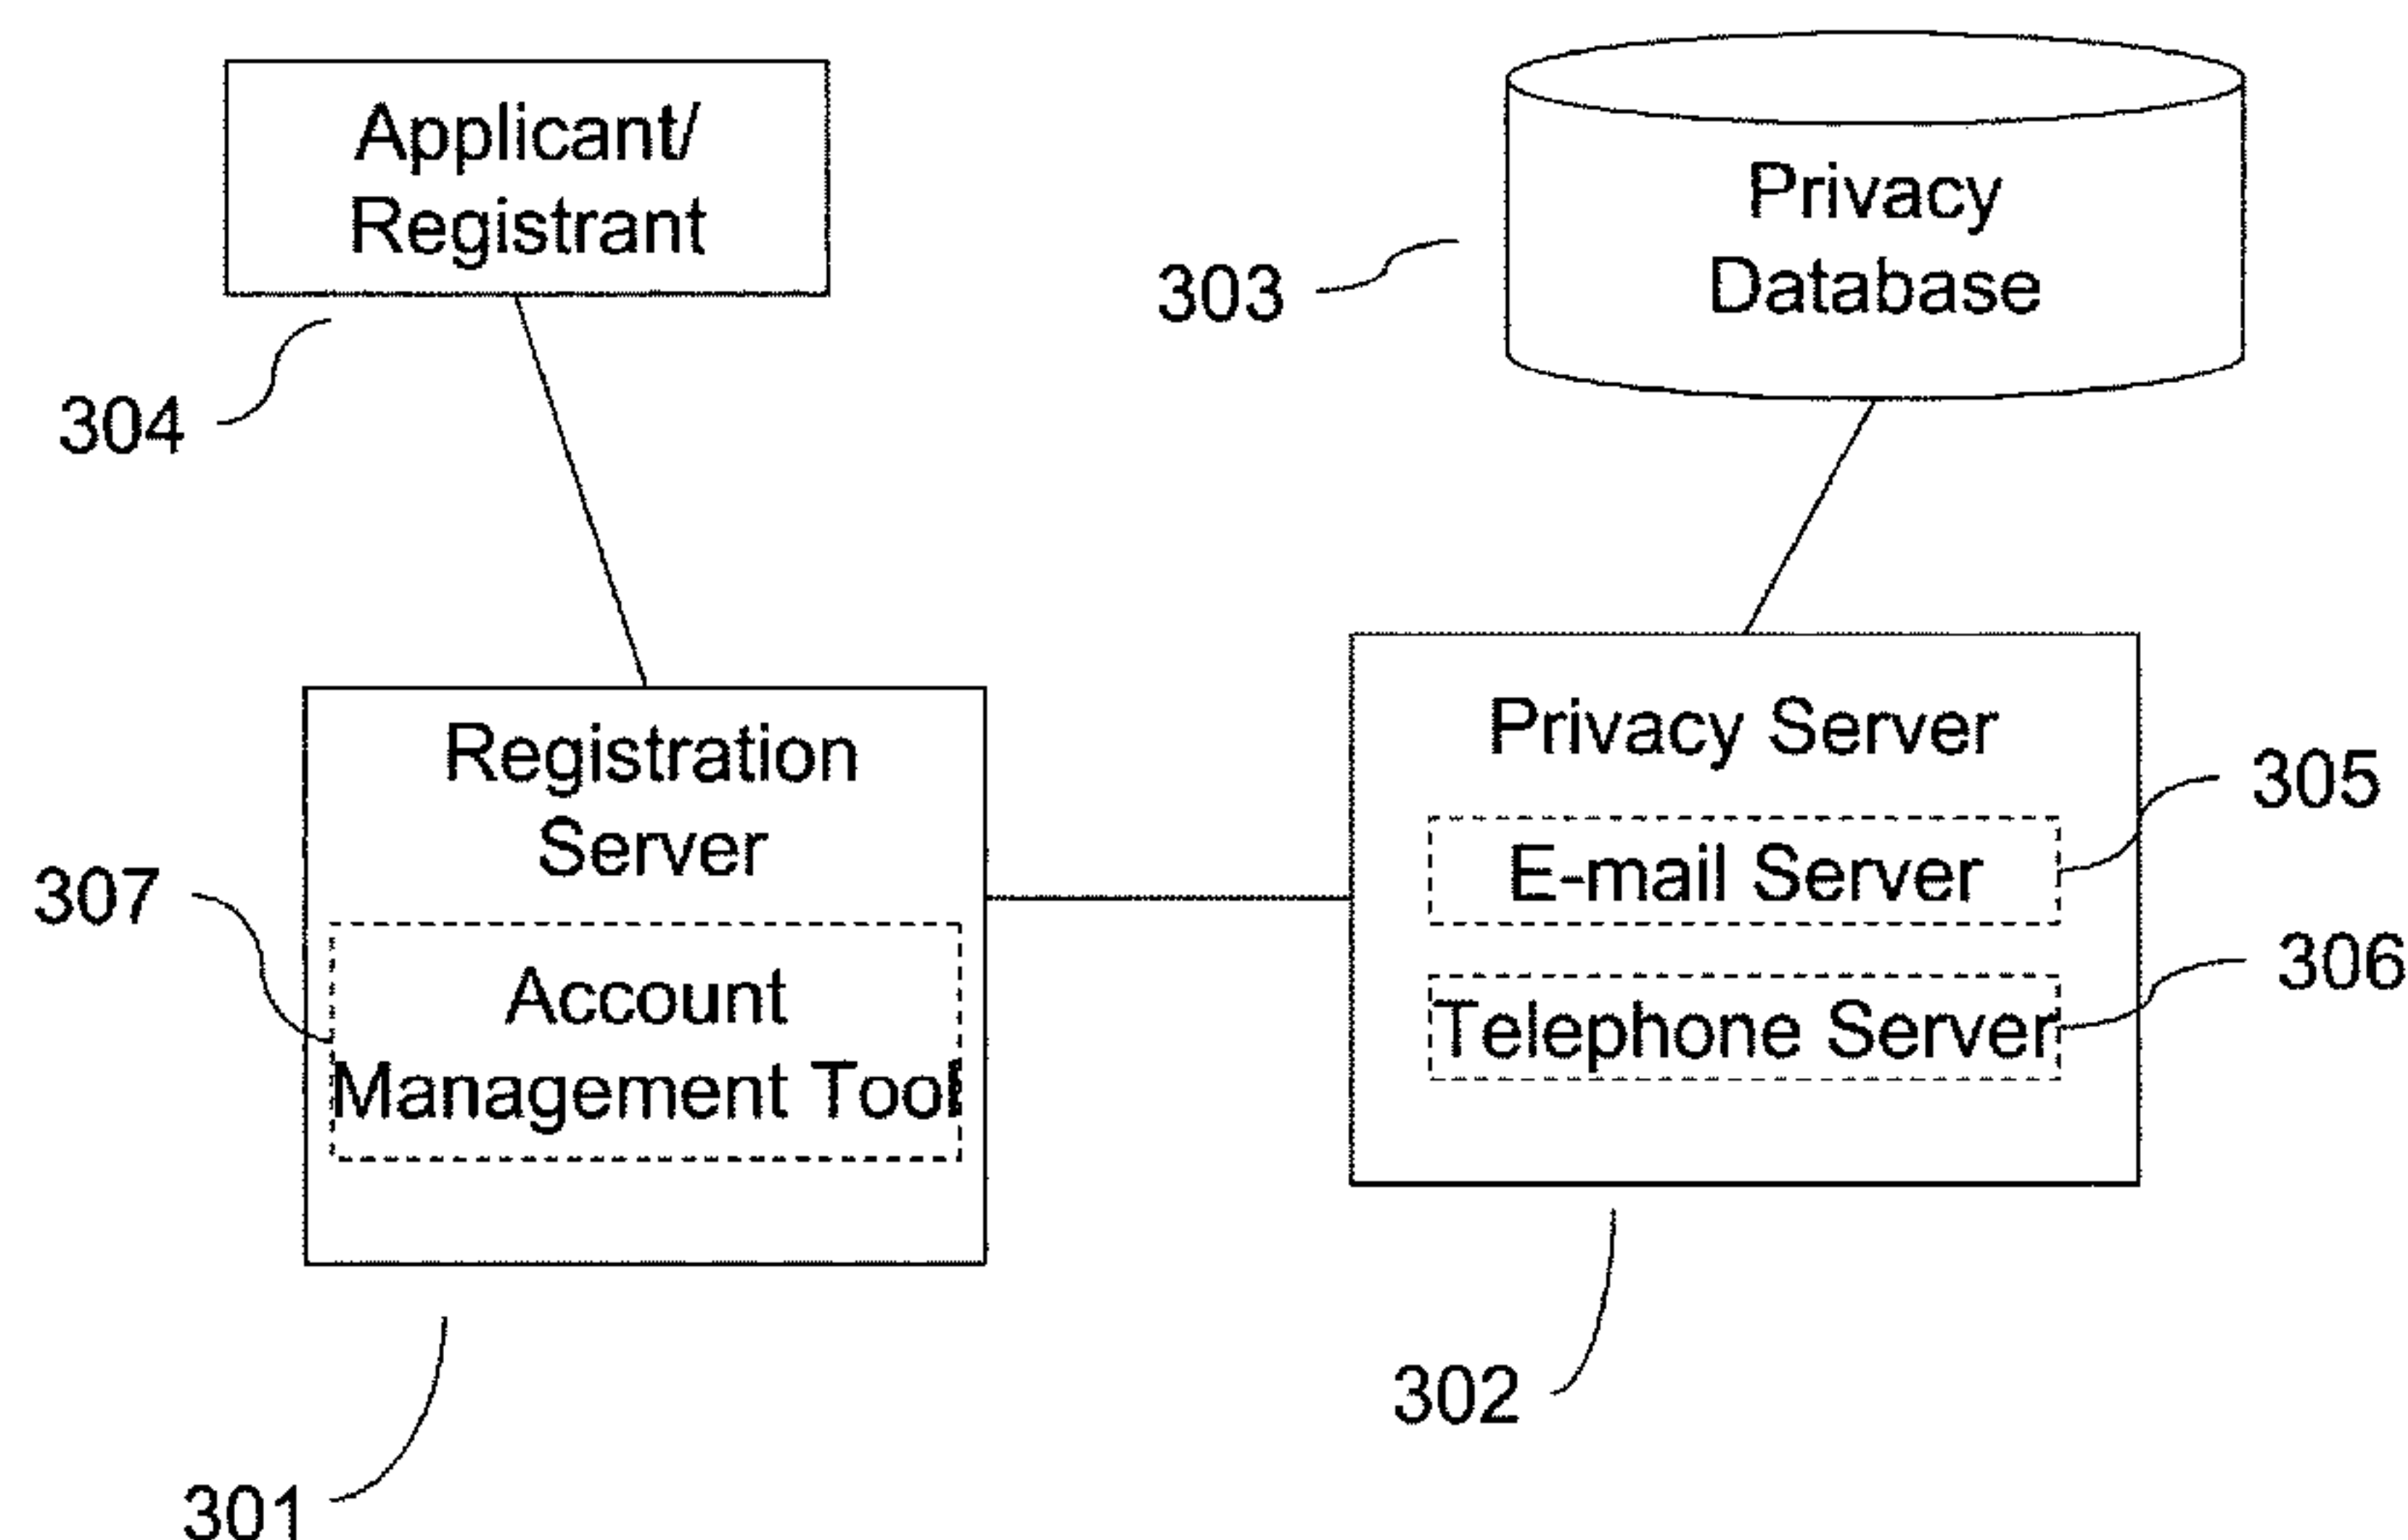 Applicant/
Registrant
304
Privacy
Database
303
Registration
Server
307
Account
Management Tool
301
Privacy Server
305
E-mail Server
306
Telephone Server
302